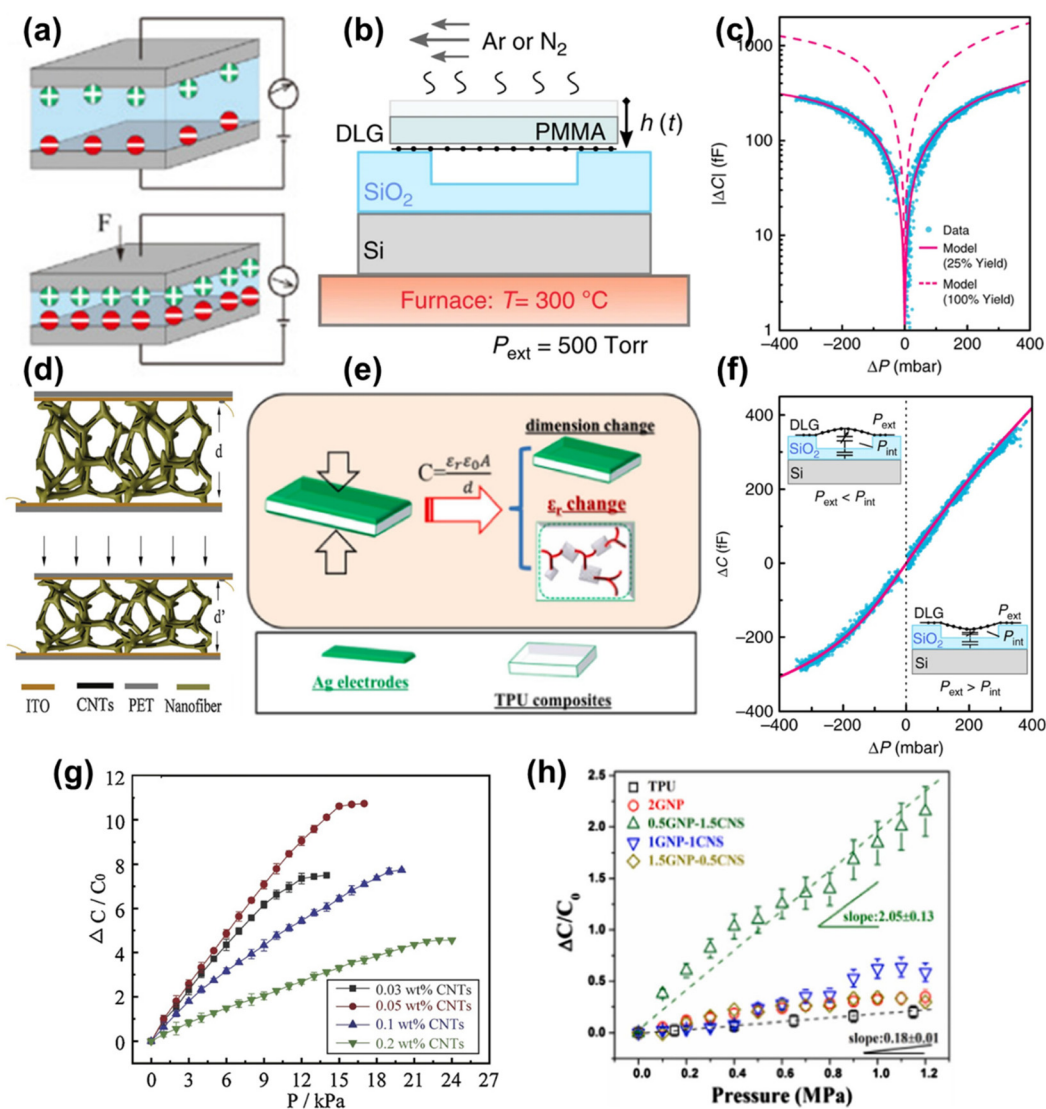 (a)
F
(b)
Ar or N2
DLG
PMMA
h (t)
SiO2
Si
Furnace: T= 300 °C
Pext = 500 Torr
(c)
1000
100
10
1
|ΔC| (fF)
Data
Model
(25% Yield)
Model
(100% Yield)
−400 −200 0 200 400
ΔP (mbar)
(d)
d
d'
ITO CNTs PET Nanofiber
(e)
dimension change
C=εrε0A/d
εr change
Ag electrodes
TPU composites
(f)
400
200
0
−200
−400
ΔC (fF)
DLG
Pext
SiO2
Pint
Si
Pext < Pint
DLG
Pext
SiO2
Pint
Si
Pext > Pint
−400 −200 0 200 400
ΔP (mbar)
(g)
12
10
8
6
4
2
0
Δ C / C0
0.03 wt% CNTs
0.05 wt% CNTs
0.1 wt% CNTs
0.2 wt% CNTs
0 3 6 9 12 15 18 21 24 27
P / kPa
(h)
2.5
2.0
1.5
1.0
0.5
0.0
ΔC/C0
TPU
2GNP
0.5GNP-1.5CNS
1GNP-1CNS
1.5GNP-0.5CNS
slope:2.05±0.13
slope:0.18±0.01
0.0 0.2 0.4 0.6 0.8 1.0 1.2
Pressure (MPa)